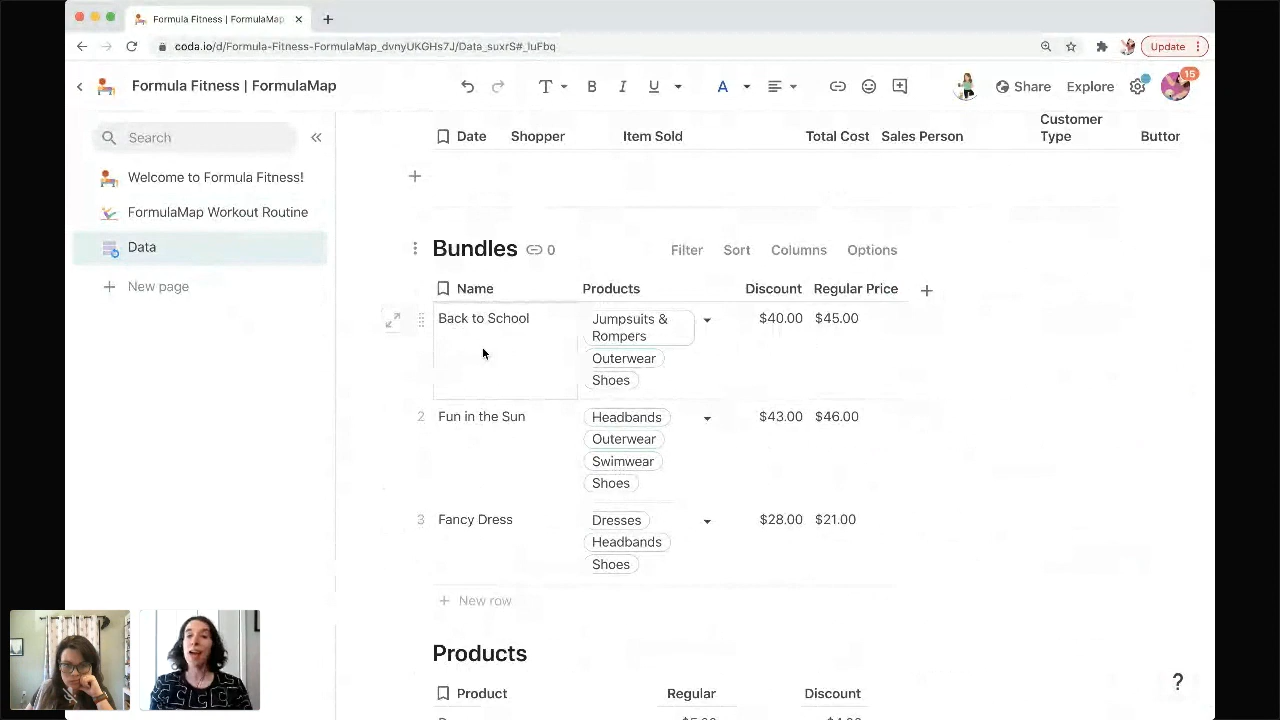 Formula Fitness | FormulaMap
coda.io/d/Formula-Fitness-FormulaMap_dvnyUKGHs7J/Data_suxrS#_luFbq
Update
Formula Fitness | FormulaMap
T B I U A
Share
Explore
15
Search
Welcome to Formula Fitness!
FormulaMap Workout Routine
Data
New page
Date Shopper Item Sold Total Cost Sales Person Customer Type Buttor
Bundles 0 Filter Sort Columns Options
Name Products Discount Regular Price
Back to School Jumpsuits & Rompers $40.00 $45.00
Outerwear
Shoes
2 Fun in the Sun Headbands $43.00 $46.00
Outerwear
Swimwear
Shoes
3 Fancy Dress Dresses $28.00 $21.00
Headbands
Shoes
New row
Products
Product Regular Discount
?